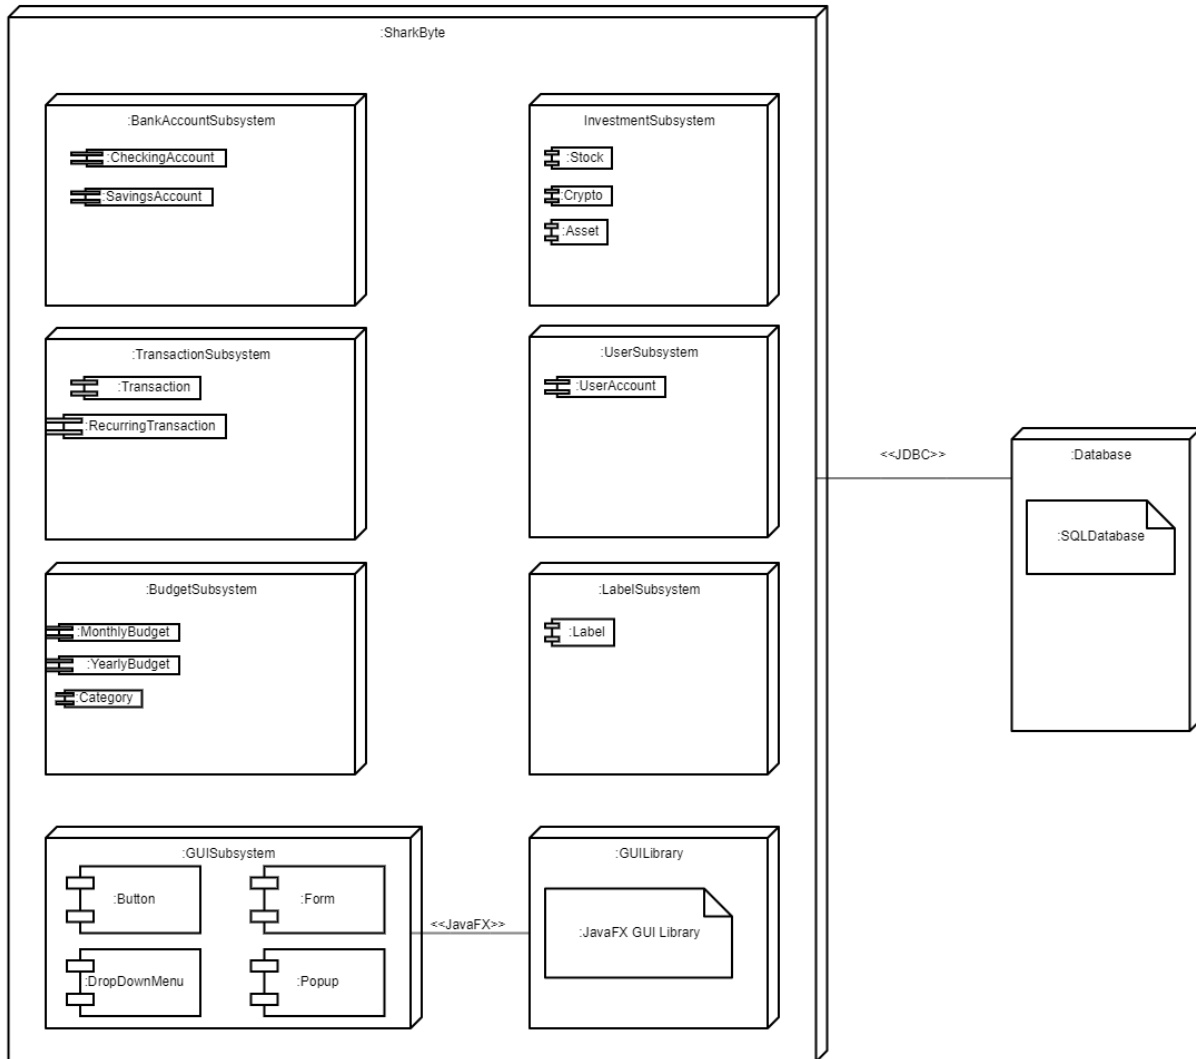 :SharkByte
:BankAccountSubsystem
:CheckingAccount
:SavingsAccount
InvestmentSubsystem
:Stock
:Crypto
:Asset
:TransactionSubsystem
:Transaction
:RecurringTransaction
:UserSubsystem
:UserAccount
<<JDBC>>
:Database
:SQLDatabase
:BudgetSubsystem
:MonthlyBudget
:YearlyBudget
:Category
:LabelSubsystem
:Label
:GUISubsystem
:Button
:Form
:DropDownMenu
:Popup
<<JavaFX>>
:GUILibrary
:JavaFX GUI Library